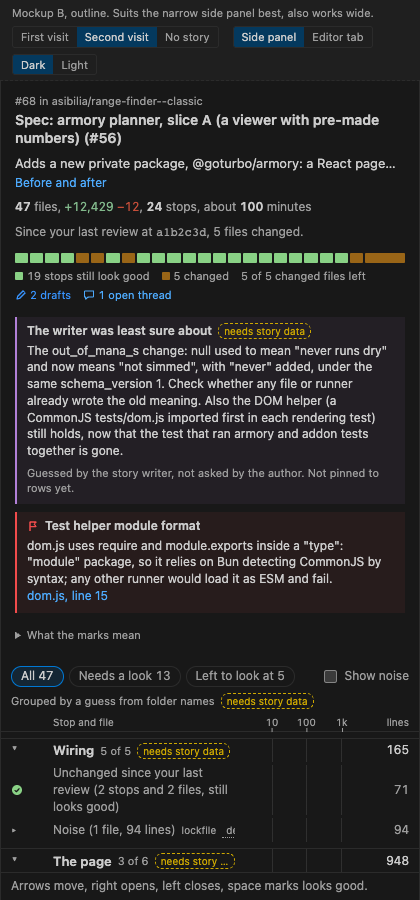 Mockup B, outline. Suits the narrow side panel best, also works wide.
First visit Second visit No story Side panel Editor tab
Dark Light
#68 in asibilia/range-finder--classic
Spec: armory planner, slice A (a viewer with pre-made
numbers) (#56)
Adds a new private package, @goturbo/armory: a React page…
Before and after
47 files, +12,429 −12, 24 stops, about 100 minutes
Since your last review at a1b2c3d, 5 files changed.
19 stops still look good 5 changed 5 of 5 changed files left
2 drafts 1 open thread
The writer was least sure about needs story data
The out_of_mana_s change: null used to mean "never runs dry"
and now means "not simmed", with "never" added, under the
same schema_version 1. Check whether any file or runner
already wrote the old meaning. Also the DOM helper (a
CommonJS tests/dom.js imported first in each rendering test)
still holds, now that the test that ran armory and addon tests
together is gone.
Guessed by the story writer, not asked by the author. Not pinned to
rows yet.
Test helper module format
dom.js uses require and module.exports inside a "type":
"module" package, so it relies on Bun detecting CommonJS by
syntax; any other runner would load it as ESM and fail.
dom.js, line 15
What the marks mean
All 47 Needs a look 13 Left to look at 5 Show noise
Grouped by a guess from folder names needs story data
Stop and file 10 100 1k lines
Wiring 5 of 5 needs story data 165
Unchanged since your last
review (2 stops and 2 files, still 71
looks good)
Noise (1 file, 94 lines) lockfile 94
The page 3 of 6 needs story … 948
Arrows move, right opens, left closes, space marks looks good.